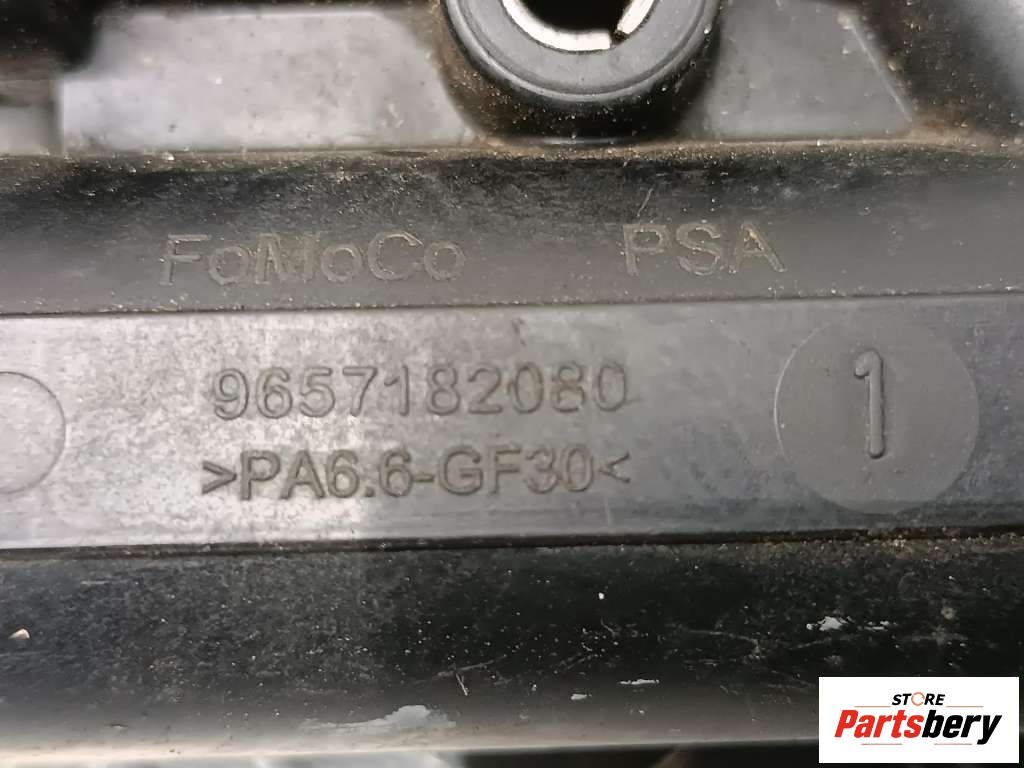 FoMoCo PSA
9657182080
>PA6.6-GF30<
1
STORE
Partsbery